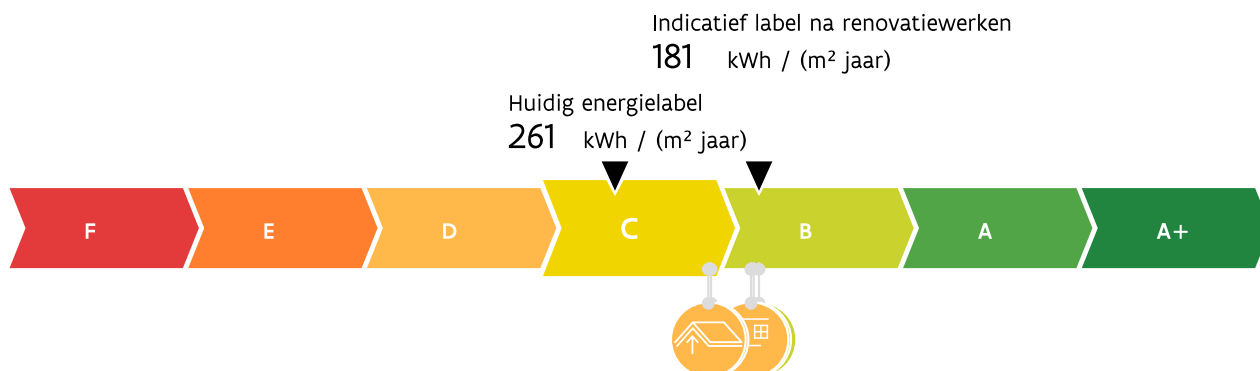 Indicatief label na renovatiewerken
181 kWh / (m² jaar)
Huidig energielabel
261 kWh / (m² jaar)
F E D C B A A+